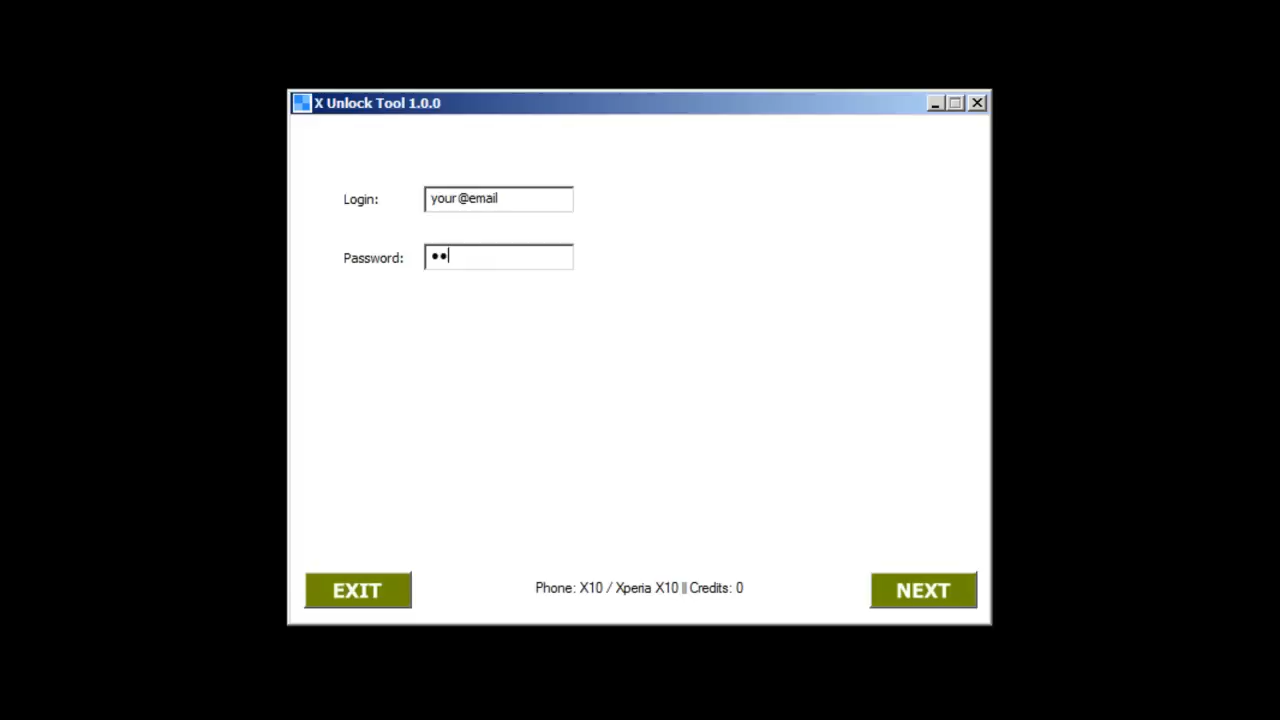 X Unlock Tool 1.0.0
Login: your@email
Password: ●●
EXIT
Phone: X10 / Xperia X10 || Credits: 0
NEXT